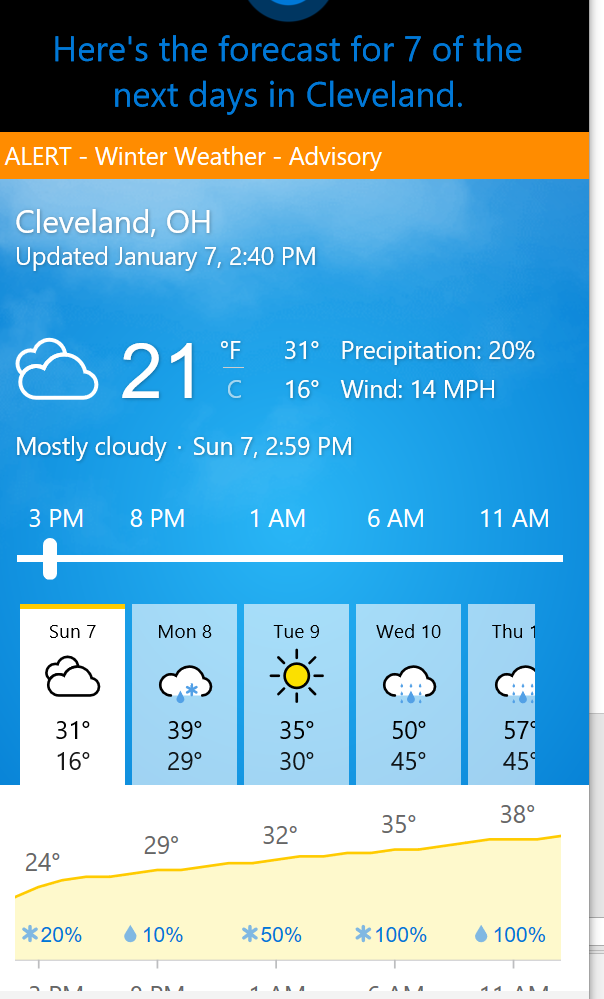 Here's the forecast for 7 of the
next days in Cleveland.
ALERT - Winter Weather - Advisory
Cleveland, OH
Updated January 7, 2:40 PM
21 °F 31° Precipitation: 20%
C 16° Wind: 14 MPH
Mostly cloudy · Sun 7, 2:59 PM
3 PM 8 PM 1 AM 6 AM 11 AM
Sun 7 Mon 8 Tue 9 Wed 10 Thu 1
31° 39° 35° 50° 57°
16° 29° 30° 45° 45°
24° 29° 32° 35° 38°
20% 10% 50% 100% 100%